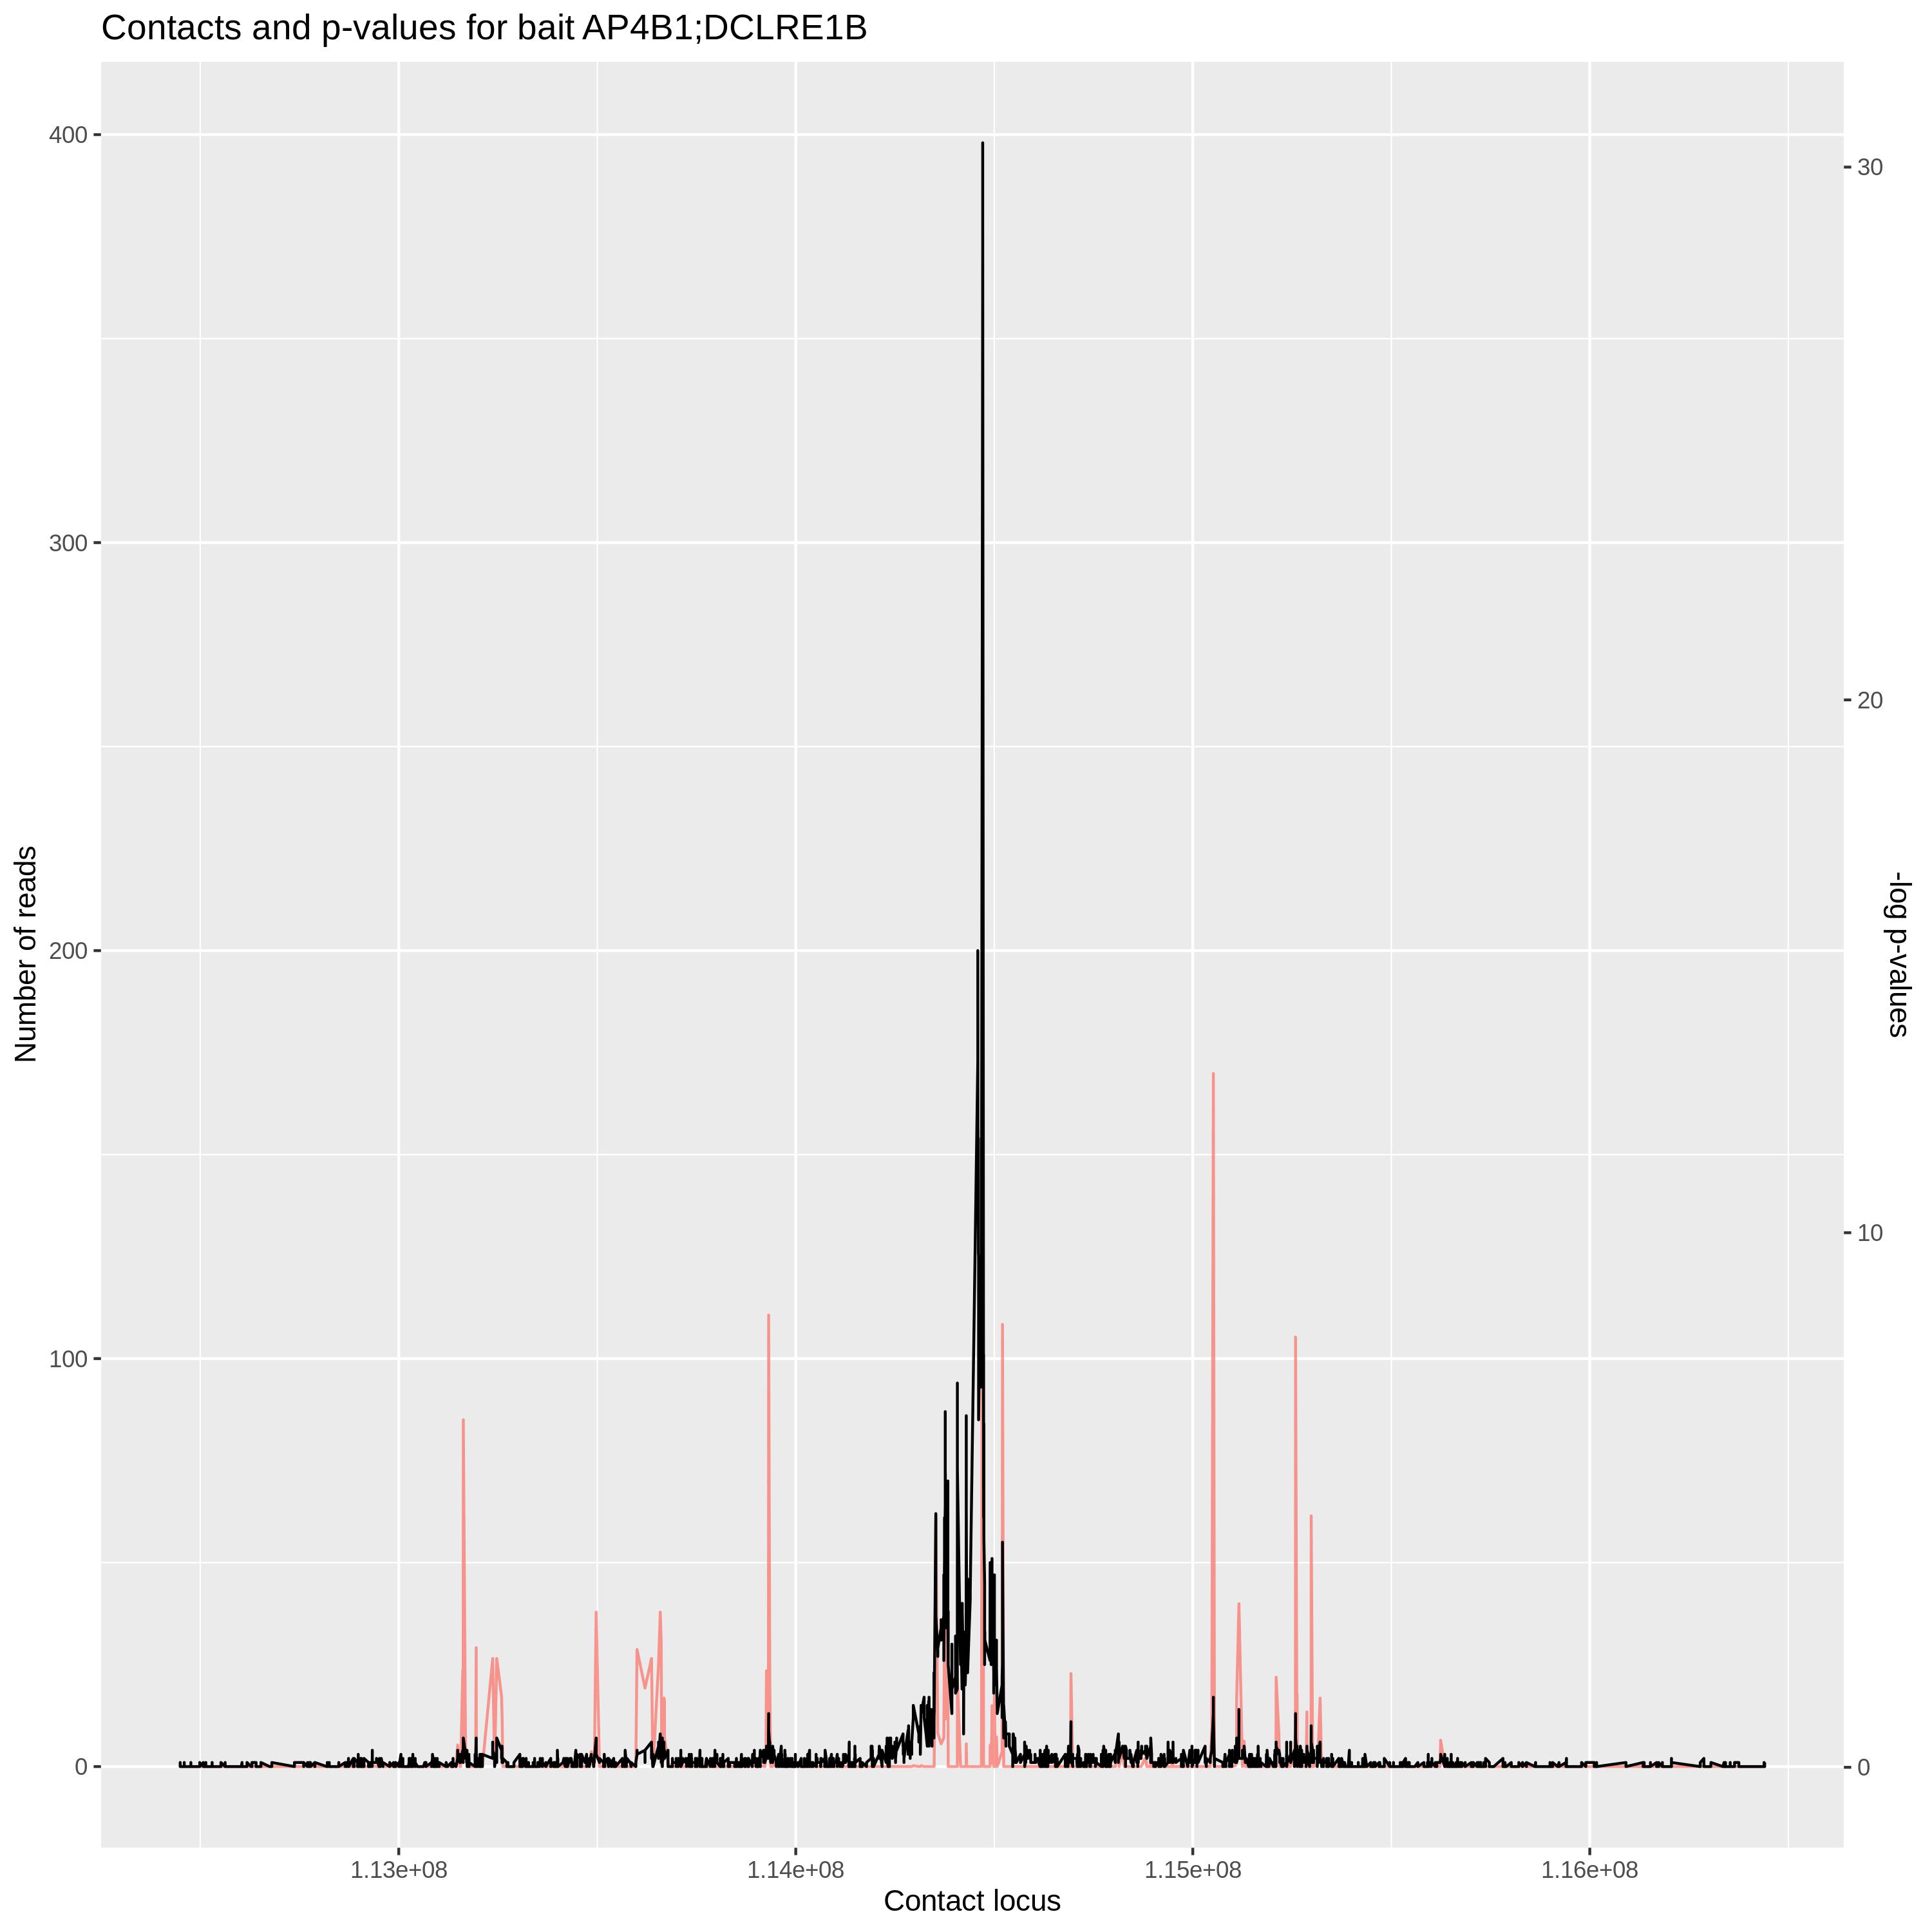 Contacts and p-values for bait AP4B1;DCLRE1B
400
300
200
100
0
Number of reads
30
20
10
0
-log p-values
1.13e+08
1.14e+08
1.15e+08
1.16e+08
Contact locus